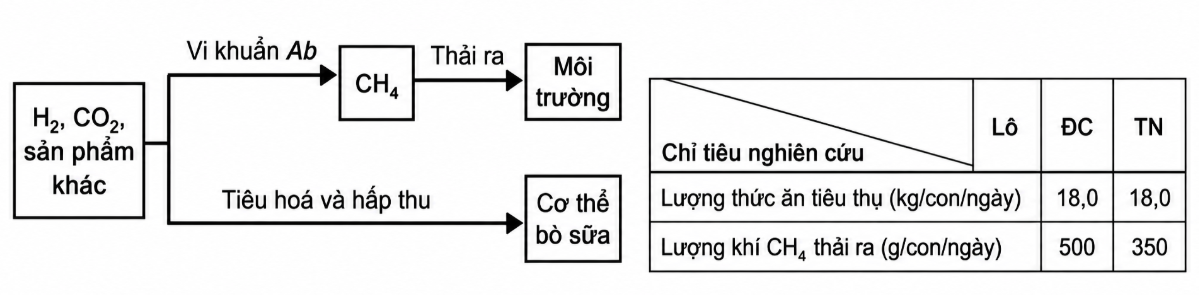 Vi khuẩn Ab
Thải ra
H₂, CO₂,
sản phẩm
khác
CH₄
Môi
trường
Tiêu hoá và hấp thu
Cơ thể
bò sữa
Lô
ĐC
TN
Chỉ tiêu nghiên cứu
Lượng thức ăn tiêu thụ (kg/con/ngày) 18,0 18,0
Lượng khí CH₄ thải ra (g/con/ngày) 500 350